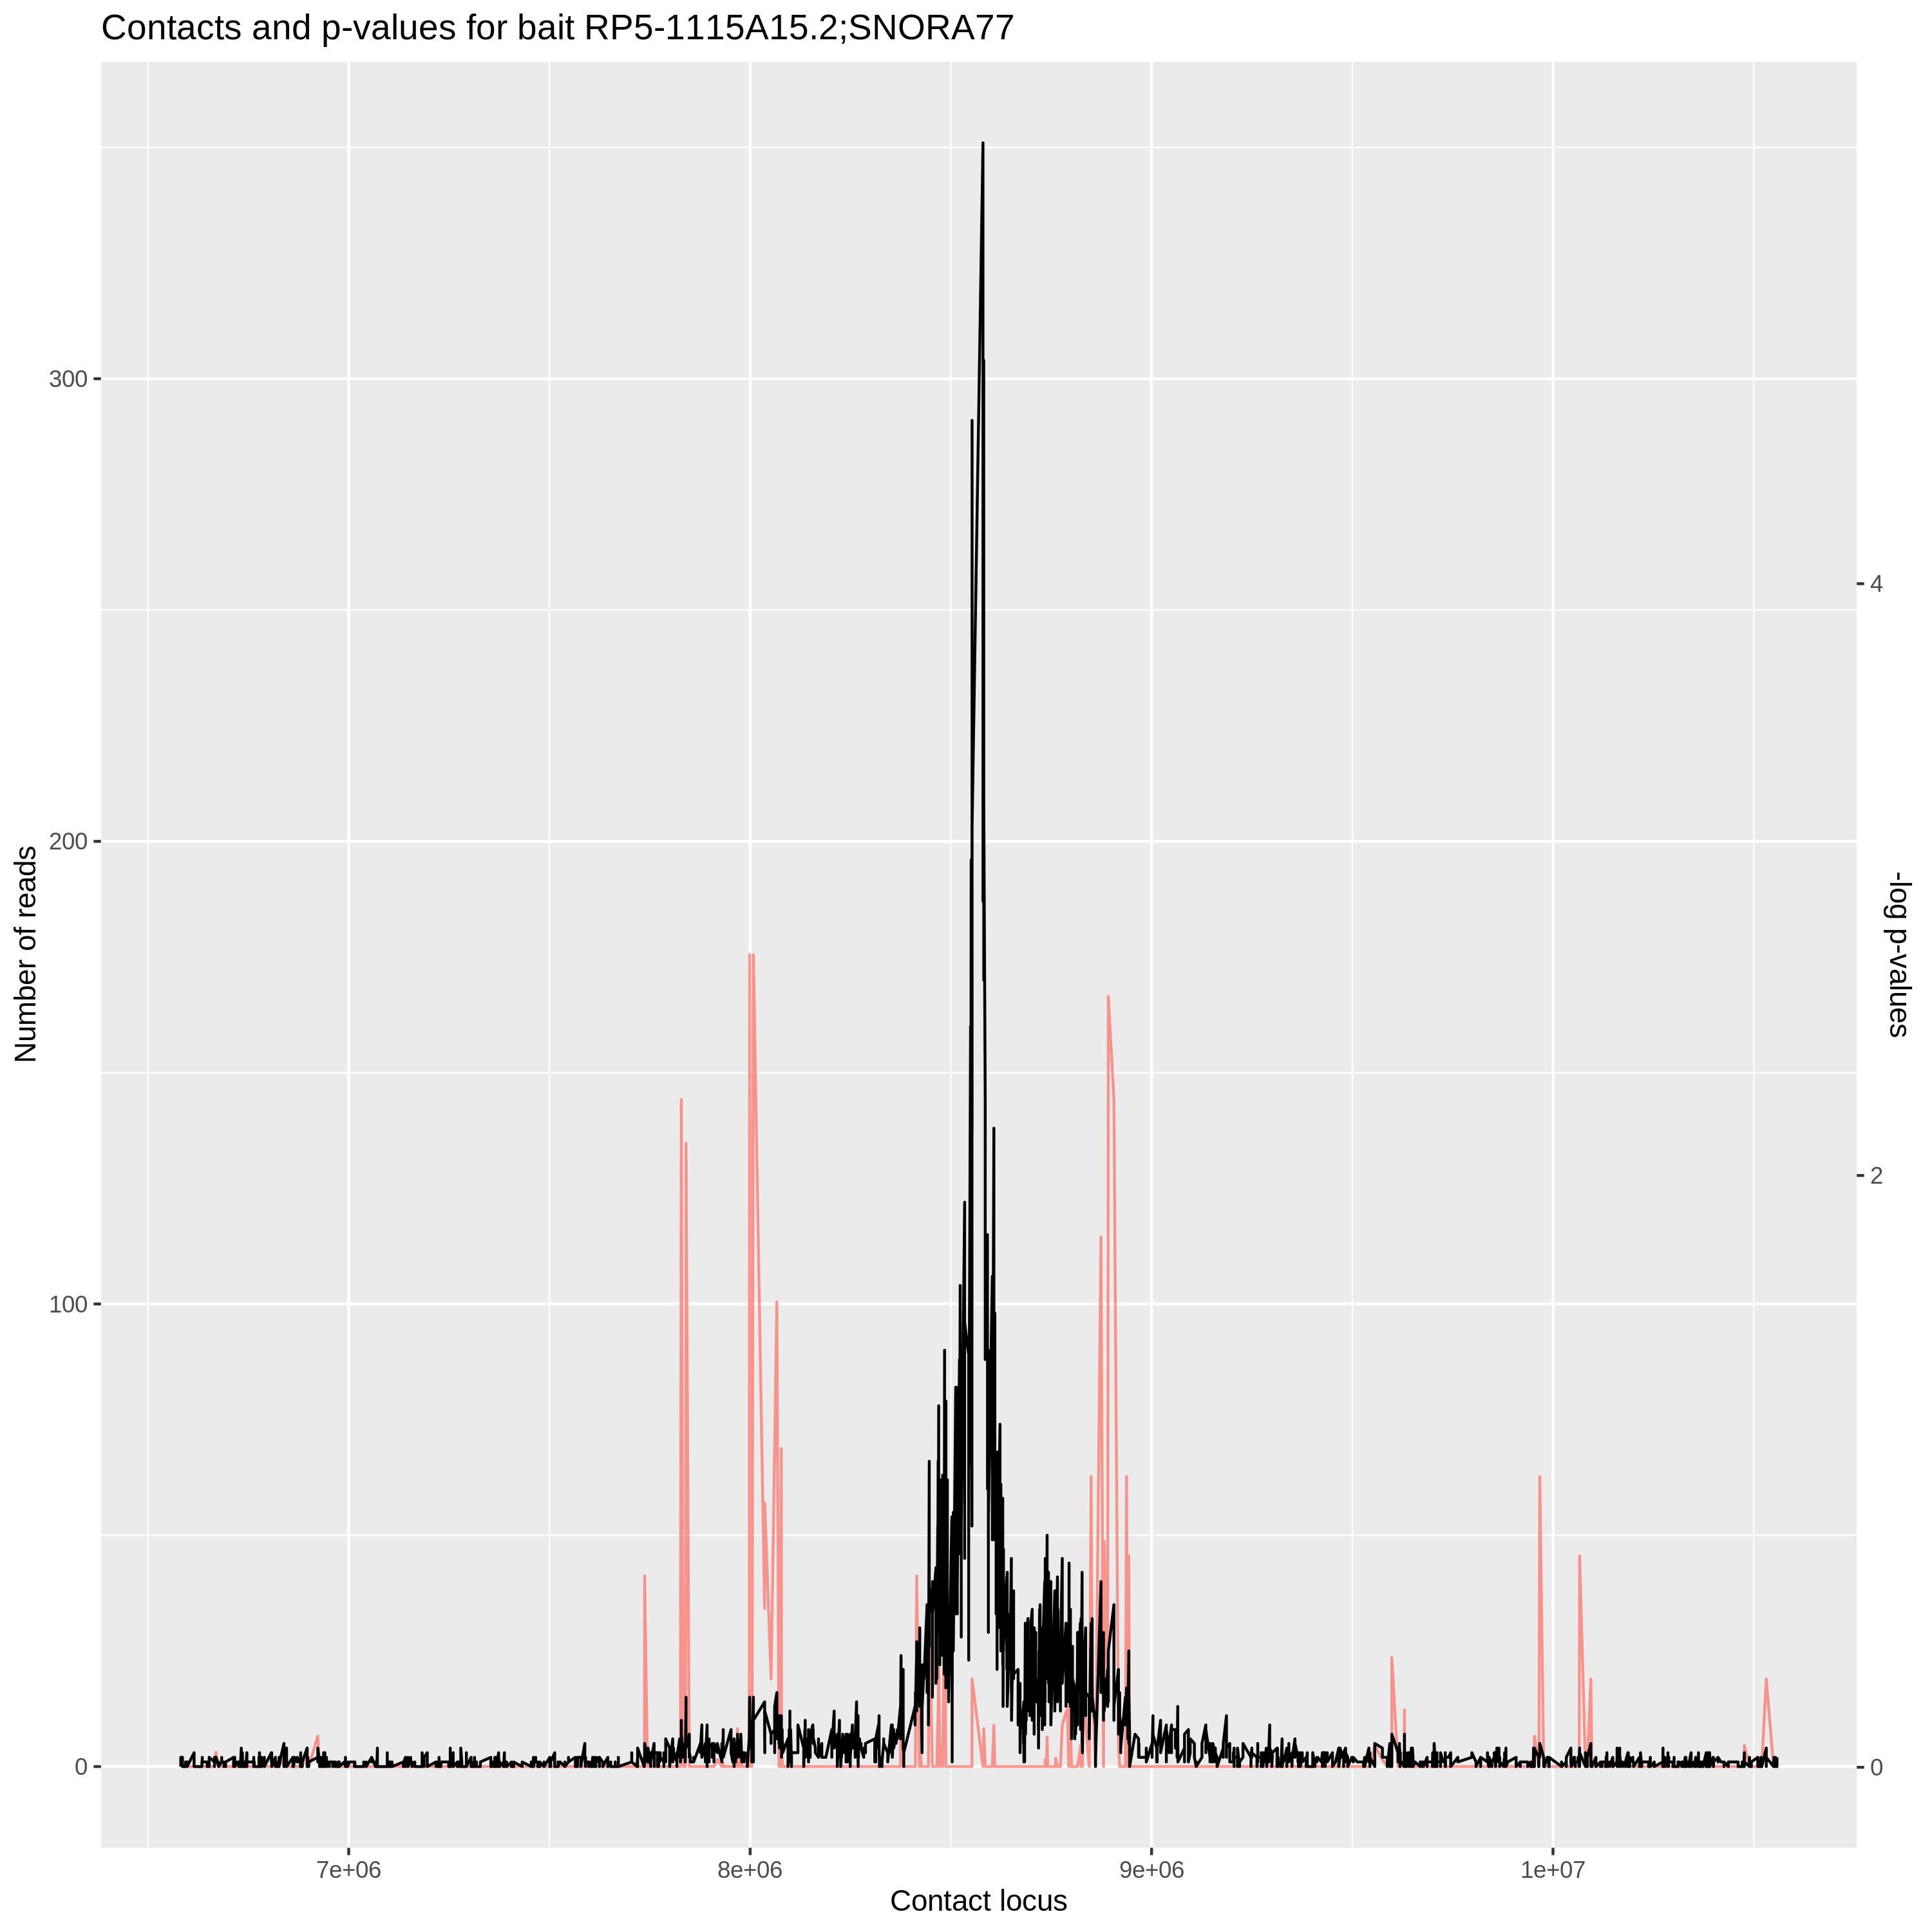 Contacts and p-values for bait RP5-1115A15.2;SNORA77
Number of reads
300
200
100
0
4
2
0
-log p-values
7e+06
8e+06
9e+06
1e+07
Contact locus